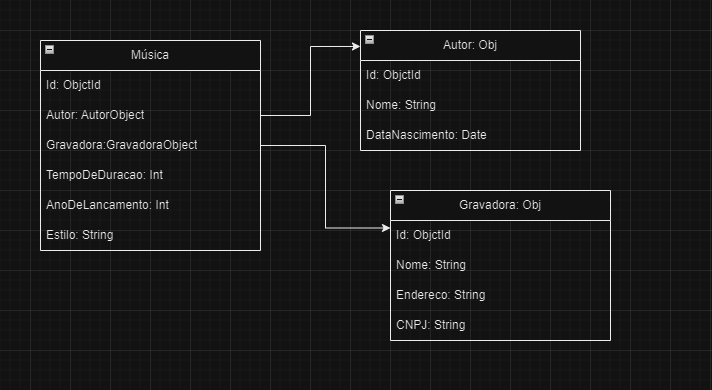 Música
Id: ObjctId
Autor: AutorObject
Gravadora:GravadoraObject
TempoDeDuracao: Int
AnoDeLancamento: Int
Estilo: String
Autor: Obj
Id: ObjctId
Nome: String
DataNascimento: Date
Gravadora: Obj
Id: ObjctId
Nome: String
Endereco: String
CNPJ: String